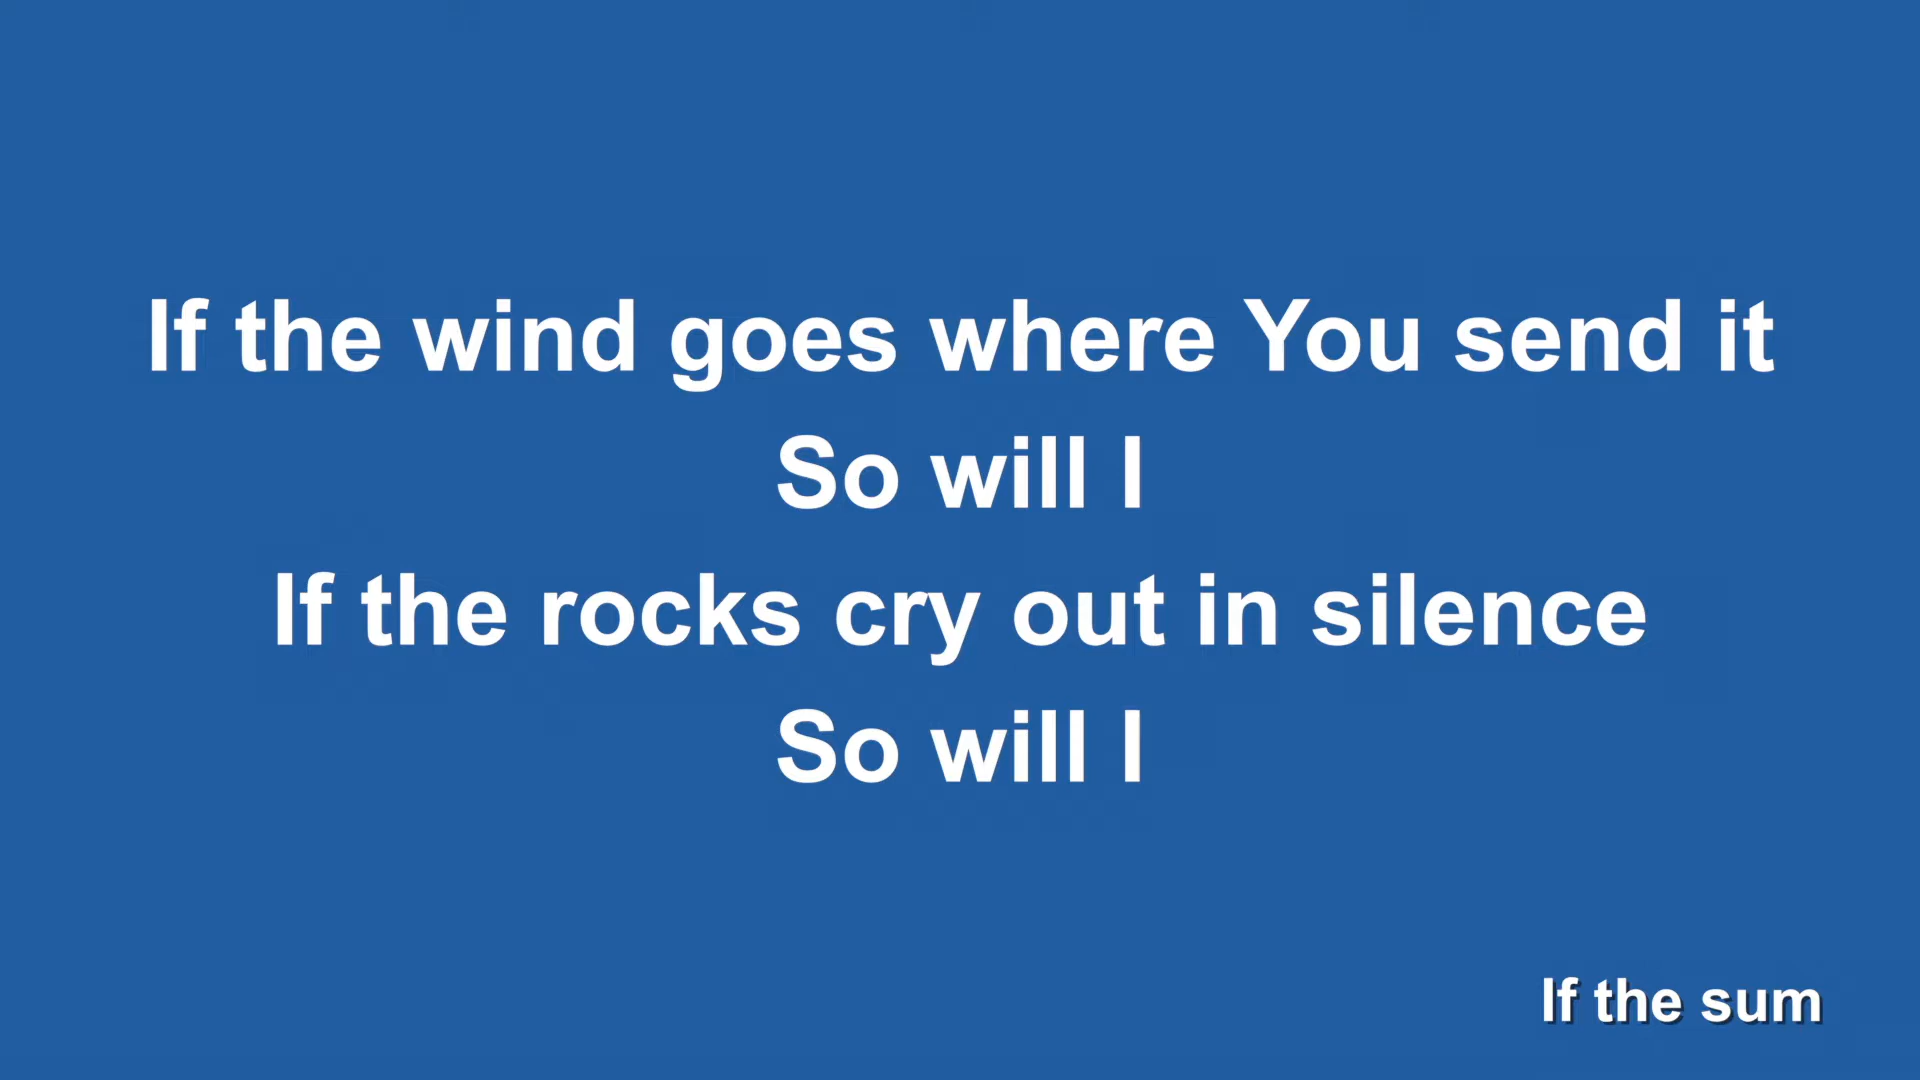 If the wind goes where You send it
So will I
If the rocks cry out in silence
So will I
If the sum